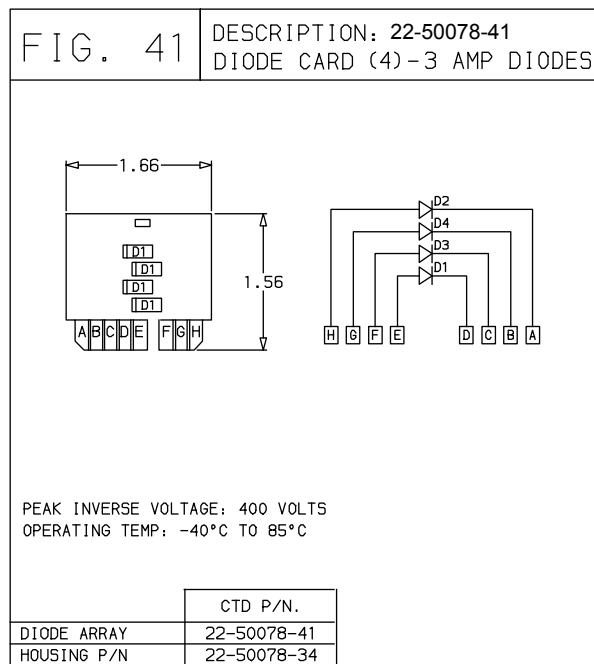 FIG. 41
DESCRIPTION: 22-50078-41
DIODE CARD (4)-3 AMP DIODES
1.66
D1
D1
D1
D1
1.56
A B C D E F G H
D2
D4
D3
D1
H G F E D C B A
PEAK INVERSE VOLTAGE: 400 VOLTS
OPERATING TEMP: -40°C TO 85°C
CTD P/N.
DIODE ARRAY 22-50078-41
HOUSING P/N 22-50078-34